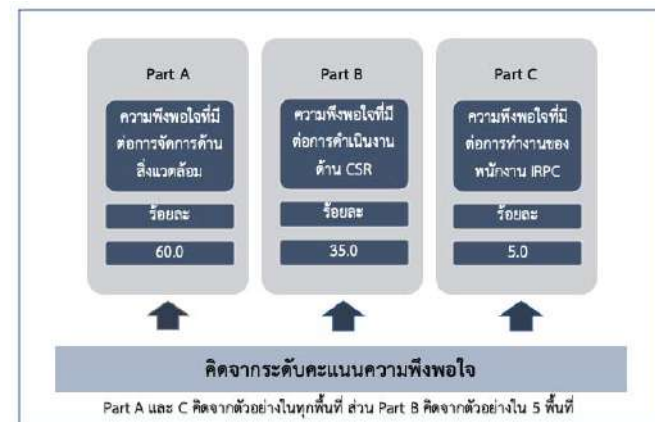 Part A
ความพึงพอใจที่มี
ต่อการจัดการด้าน
สิ่งแวดล้อม
ร้อยละ
60.0
Part B
ความพึงพอใจที่มี
ต่อการดำเนินงาน
ด้าน CSR
ร้อยละ
35.0
Part C
ความพึงพอใจที่มี
ต่อการทำงานของ
พนักงาน IRPC
ร้อยละ
5.0
คิดจากระดับคะแนนความพึงพอใจ
Part A และ C คิดจากตัวอย่างในทุกพื้นที่ ส่วน Part B คิดจากตัวอย่างใน 5 พื้นที่